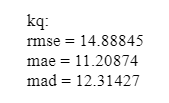 kq:
rmse = 14.88845
mae = 11.20874
mad = 12.31427